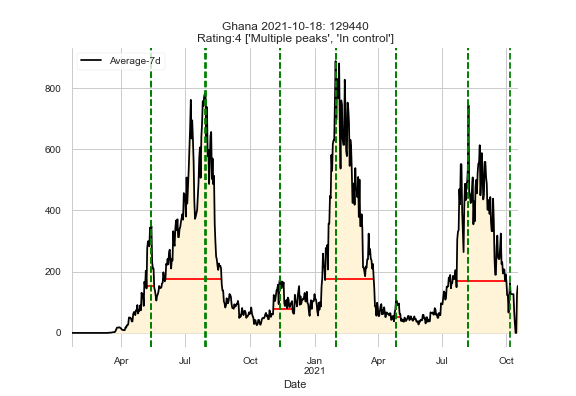 Ghana 2021-10-18: 129440
Rating:4 ['Multiple peaks', 'In control']
Average-7d
800
600
400
200
0
Apr Jul Oct Jan Apr Jul Oct
2021
Date